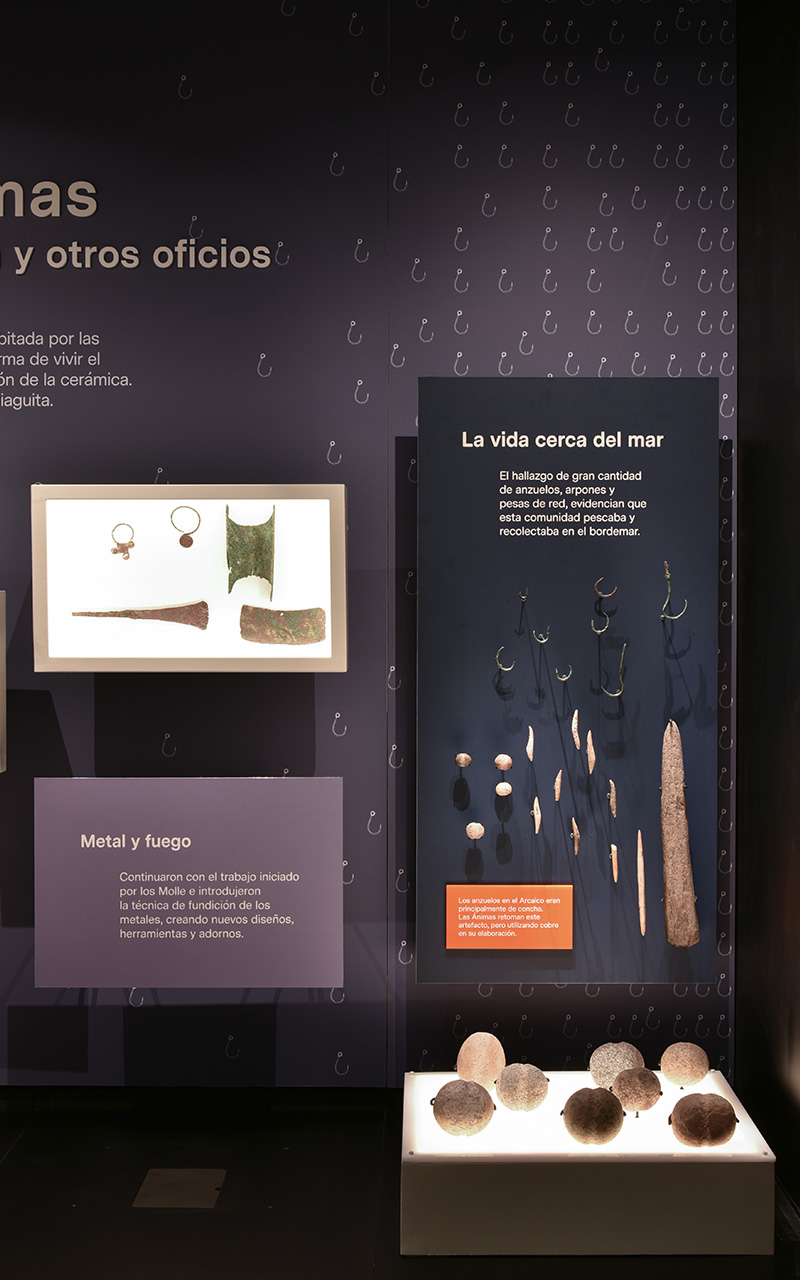 mas
y otros oficios
bitada por las
rma de vivir el
ón de la cerámica.
iaguita.
La vida cerca del mar
El hallazgo de gran cantidad
de anzuelos, arpones y
pesas de red, evidencian que
esta comunidad pescaba y
recolectaba en el bordemar.
Metal y fuego
Continuaron con el trabajo iniciado
por los Molle e introdujeron
la técnica de fundición de los
metales, creando nuevos diseños,
herramientas y adornos.
Los anzuelos en el Arcaico eran
principalmente de concha.
Las Ánimas retoman este
artefacto, pero utilizando cobre
en su elaboración.